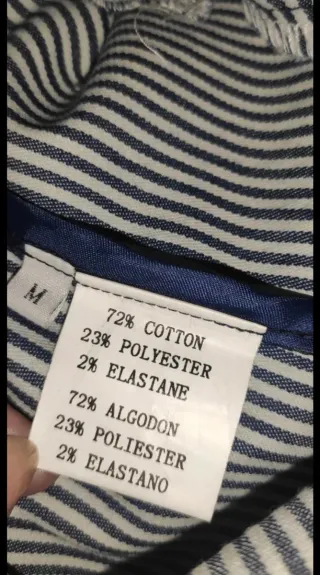 M
72% COTTON
23% POLYESTER
2% ELASTANE
72% ALGODON
23% POLIESTER
2% ELASTANO